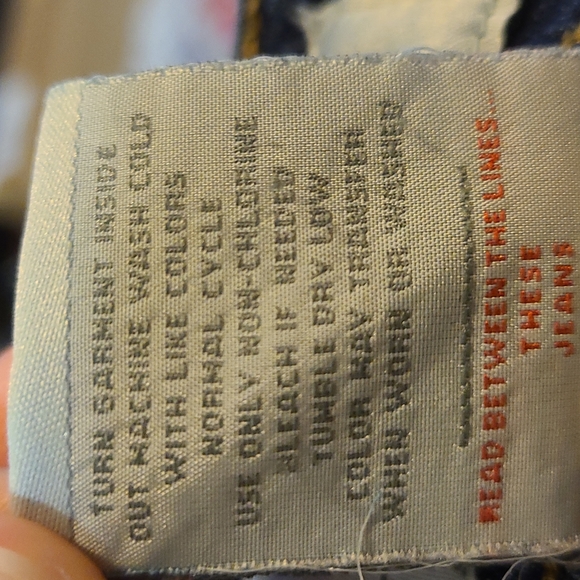 TURN GARMENT INSIDE
OUT MACHINE WASH COLD
WITH LIKE COLORS
NORMAL CYCLE
USE ONLY NON-CHLORINE
BLEACH IF NEEDED
TUMBLE DRY LOW
COLOR MAY TRANSFER
WHEN WORN OR WASHED
READ BETWEEN THE LINES...
THESE
JEANS